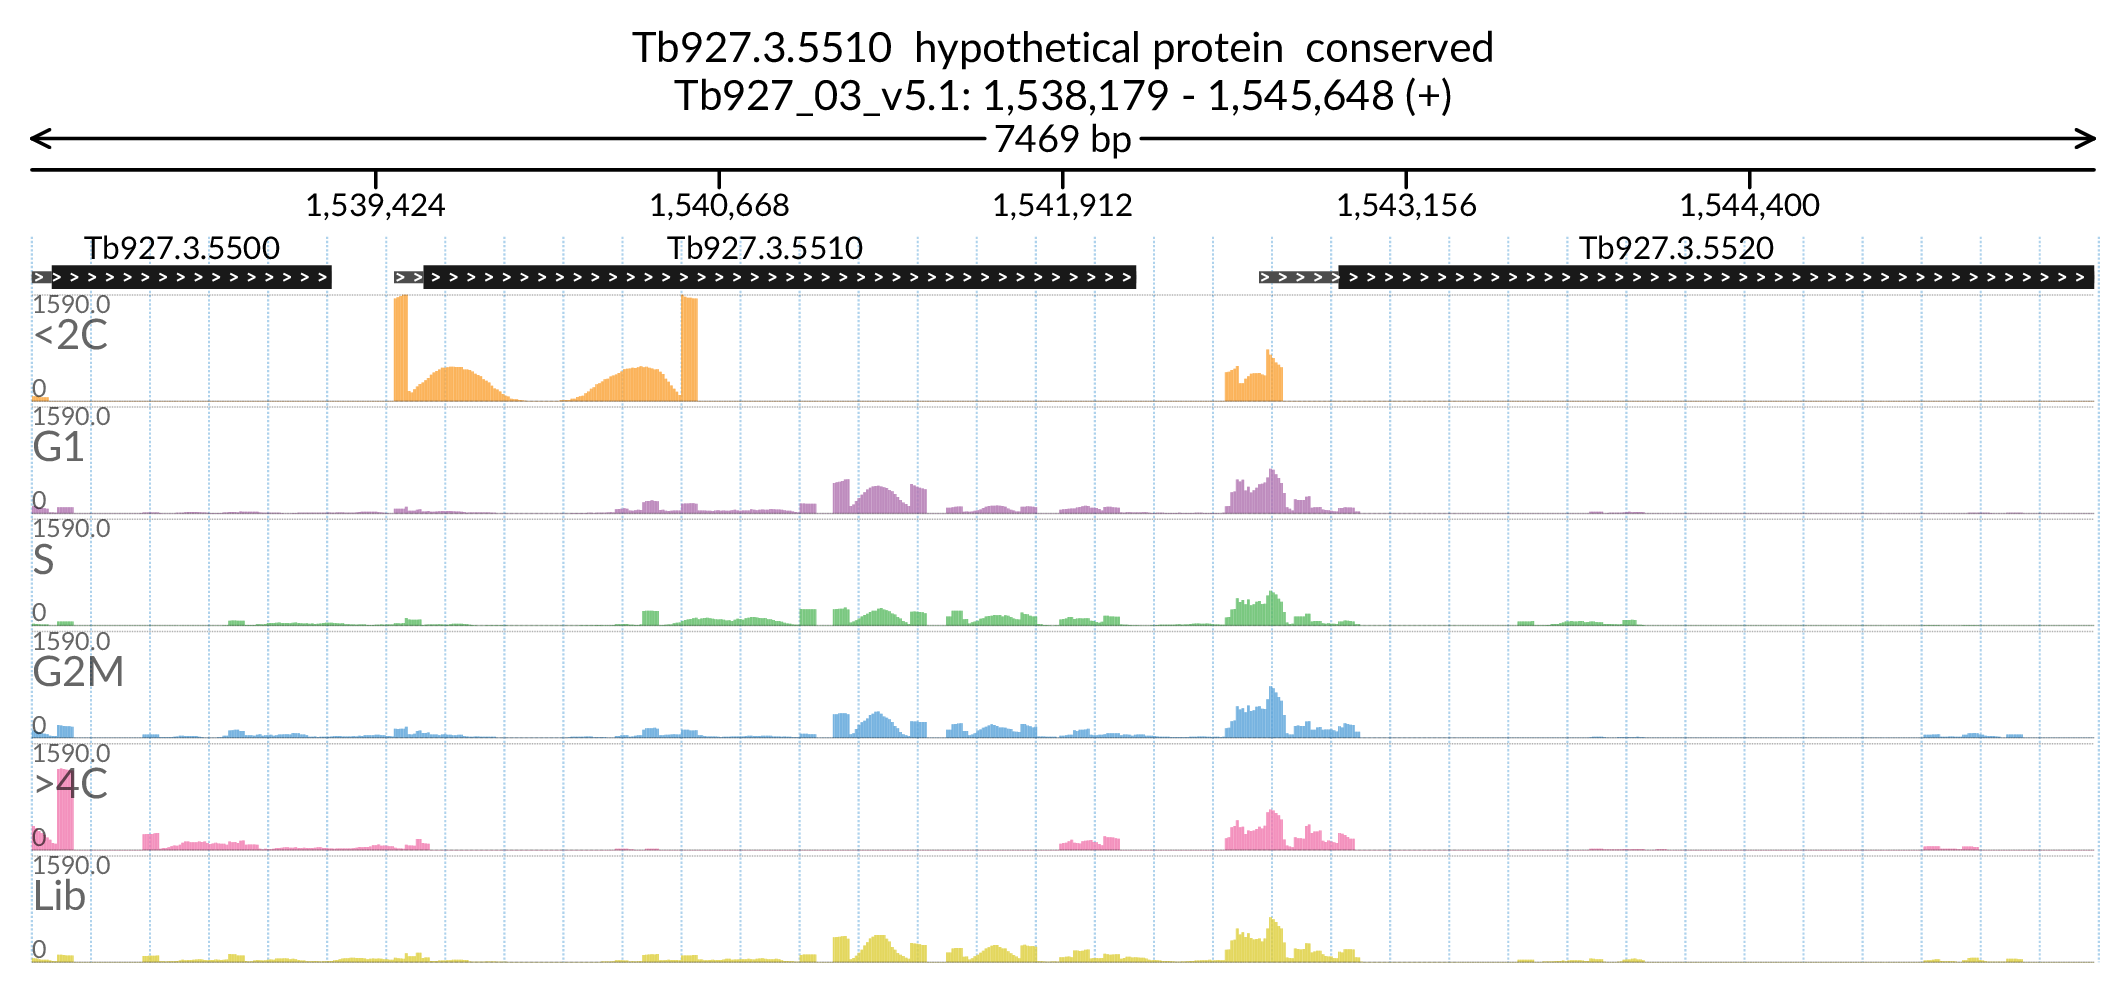 Tb927.3.5510  hypothetical protein  conserved
Tb927_03_v5.1: 1,538,179 - 1,545,648 (+)
7469 bp
1,539,424 1,540,668 1,541,912 1,543,156 1,544,400
Tb927.3.5500 Tb927.3.5510 Tb927.3.5520
1590.0
<2C
0
1590.0
G1
0
1590.0
S
0
1590.0
G2M
0
1590.0
>4C
0
1590.0
Lib
0